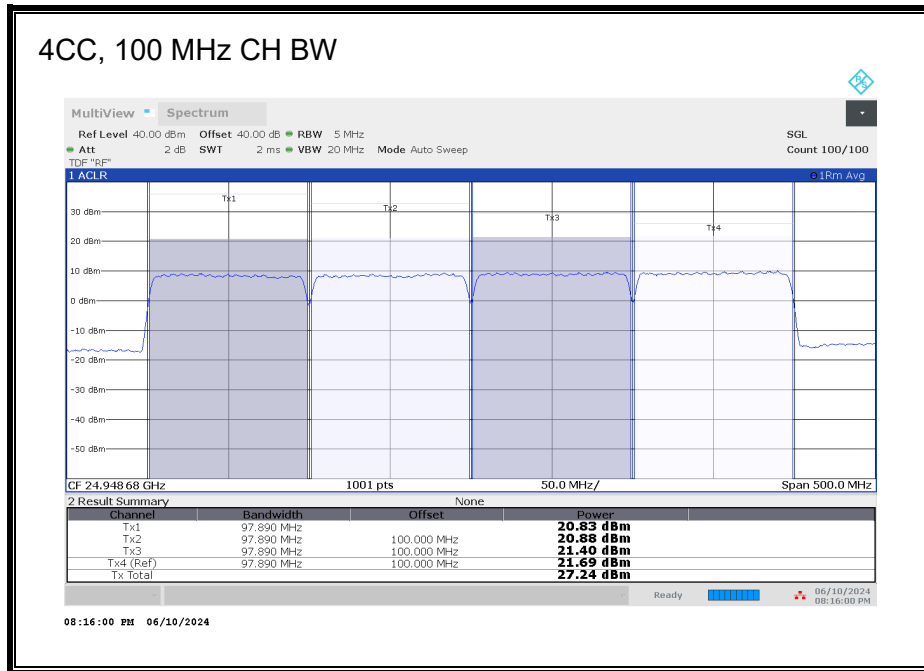 4CC, 100 MHz CH BW
R S
MultiView Spectrum
Ref Level 40.00 dBm Offset 40.00 dB RBW 5 MHz SGL
Att 2 dB SWT 2 ms VBW 20 MHz Mode Auto Sweep Count 100/100
TDF "RF"
1 ACLR 1Rm Avg
Tx1
Tx2
Tx3
Tx4
30 dBm
20 dBm
10 dBm
0 dBm
-10 dBm
-20 dBm
-30 dBm
-40 dBm
-50 dBm
CF 24.94868 GHz 1001 pts 50.0 MHz/ Span 500.0 MHz
2 Result Summary None
Channel Bandwidth Offset Power
Tx1 97.890 MHz 20.83 dBm
Tx2 97.890 MHz 100.000 MHz 20.88 dBm
Tx3 97.890 MHz 100.000 MHz 21.40 dBm
Tx4 (Ref) 97.890 MHz 100.000 MHz 21.69 dBm
Tx Total 27.24 dBm
Ready 06/10/2024
08:16:00 PM
08:16:00 PM 06/10/2024